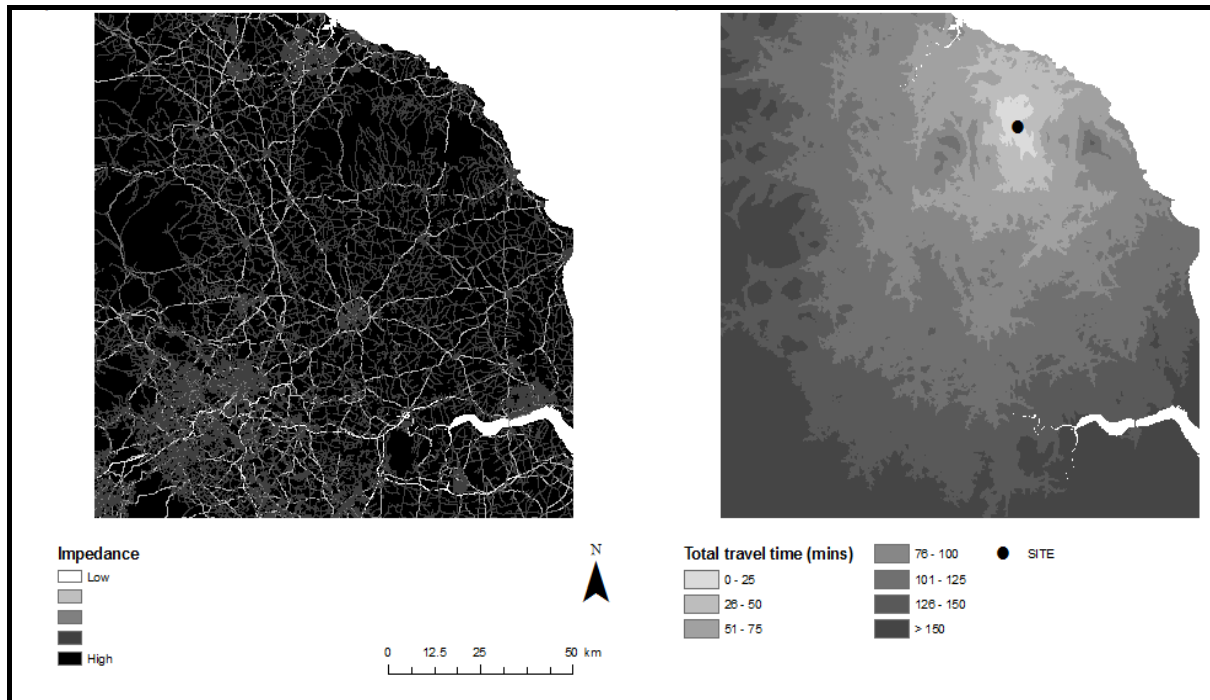 Impedance
Low
High
N
0 12.5 25 50 km
Total travel time (mins)
0 - 25
26 - 50
51 - 75
76 - 100
101 - 125
126 - 150
> 150
SITE